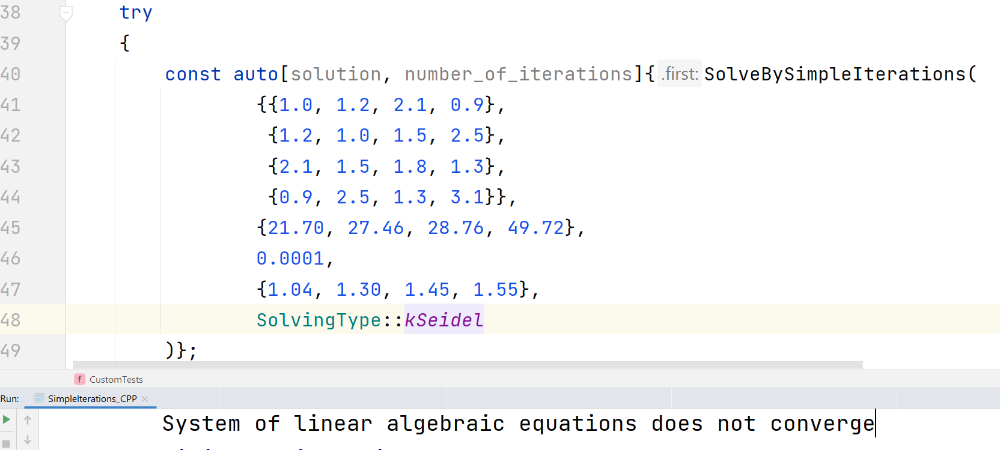 38 try
39 {
40 const auto[solution, number_of_iterations]{ .first: SolveBySimpleIterations(
41 {{1.0, 1.2, 2.1, 0.9},
42 {1.2, 1.0, 1.5, 2.5},
43 {2.1, 1.5, 1.8, 1.3},
44 {0.9, 2.5, 1.3, 3.1}},
45 {21.70, 27.46, 28.76, 49.72},
46 0.0001,
47 {1.04, 1.30, 1.45, 1.55},
48 SolvingType::kSeidel
49 )};
f CustomTests
Run: SimpleIterations_CPP ×
System of linear algebraic equations does not converge